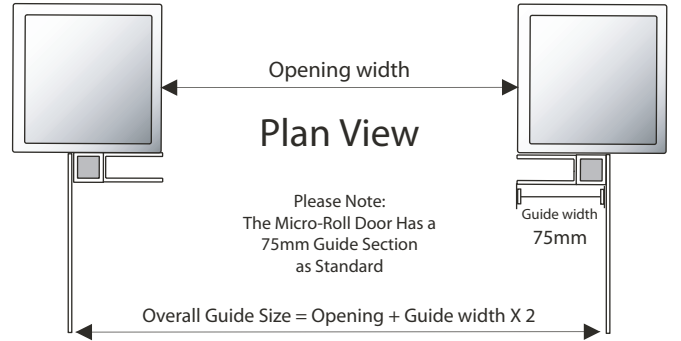 Opening width
Plan View
Please Note:
The Micro-Roll Door Has a
75mm Guide Section
as Standard
Guide width
75mm
Overall Guide Size = Opening + Guide width X 2